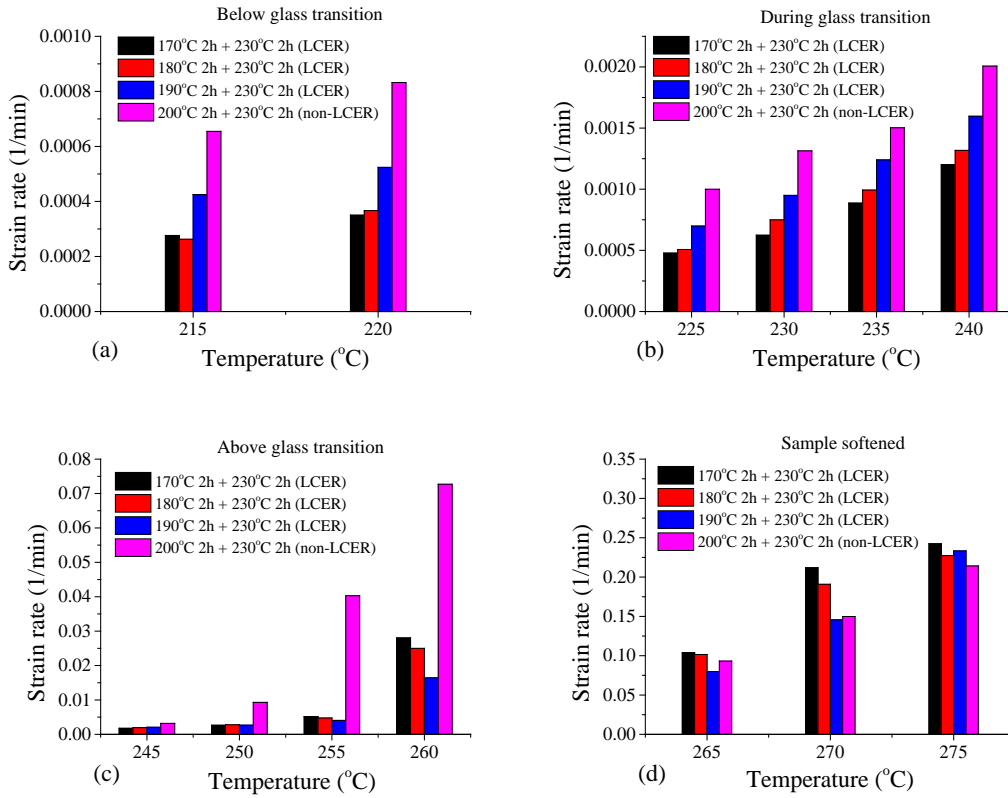 Below glass transition
0.0010
0.0008
0.0006
0.0004
0.0002
0.0000
Strain rate (1/min)
170°C 2h + 230°C 2h (LCER)
180°C 2h + 230°C 2h (LCER)
190°C 2h + 230°C 2h (LCER)
200°C 2h + 230°C 2h (non-LCER)
215 220
(a) Temperature (°C)
During glass transition
0.0020
0.0015
0.0010
0.0005
0.0000
Strain rate (1/min)
170°C 2h + 230°C 2h (LCER)
180°C 2h + 230°C 2h (LCER)
190°C 2h + 230°C 2h (LCER)
200°C 2h + 230°C 2h (non-LCER)
225 230 235 240
(b) Temperature (°C)
Above glass transition
0.08
0.07
0.06
0.05
0.04
0.03
0.02
0.01
0.00
Strain rate (1/min)
170°C 2h + 230°C 2h (LCER)
180°C 2h + 230°C 2h (LCER)
190°C 2h + 230°C 2h (LCER)
200°C 2h + 230°C 2h (non-LCER)
245 250 255 260
(c) Temperature (°C)
Sample softened
0.35
0.30
0.25
0.20
0.15
0.10
0.05
0.00
Strain rate (1/min)
170°C 2h + 230°C 2h (LCER)
180°C 2h + 230°C 2h (LCER)
190°C 2h + 230°C 2h (LCER)
200°C 2h + 230°C 2h (non-LCER)
265 270 275
(d) Temperature (°C)